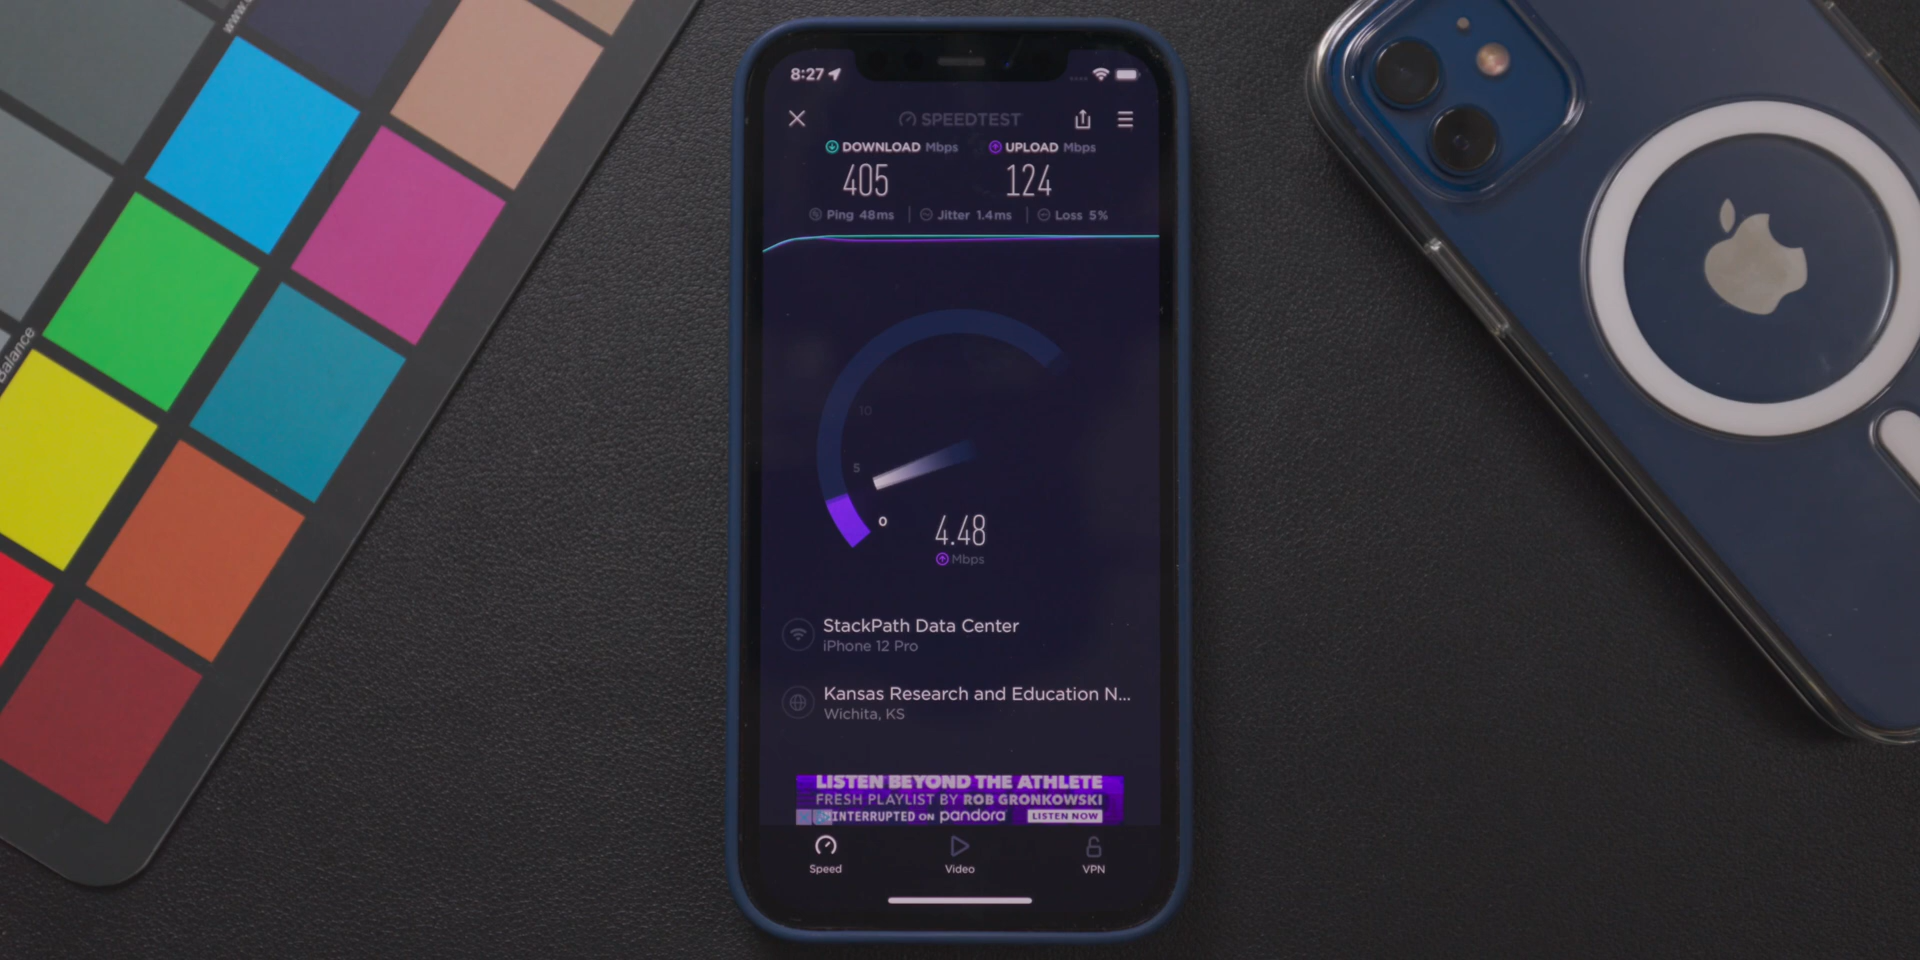 www.
Balance
8:27
SPEEDTEST
DOWNLOAD Mbps
UPLOAD Mbps
405
124
Ping 48ms
Jitter 1.4ms
Loss 5%
10
5
0
4.48
Mbps
StackPath Data Center
iPhone 12 Pro
Kansas Research and Education N...
Wichita, KS
LISTEN BEYOND THE ATHLETE
FRESH PLAYLIST BY ROB GRONKOWSKI
INTERRUPTED ON pandora
LISTEN NOW
Speed
Video
VPN